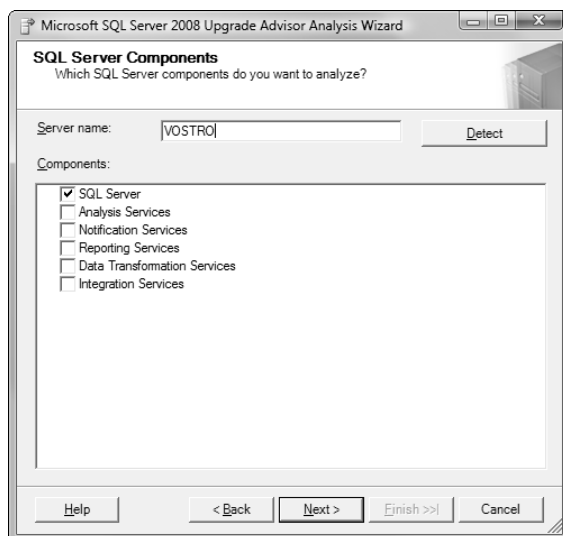 Microsoft SQL Server 2008 Upgrade Advisor Analysis Wizard
SQL Server Components
Which SQL Server components do you want to analyze?
Server name: VOSTRO Detect
Components:
SQL Server
Analysis Services
Notification Services
Reporting Services
Data Transformation Services
Integration Services
Help < Back Next > Finish >>| Cancel